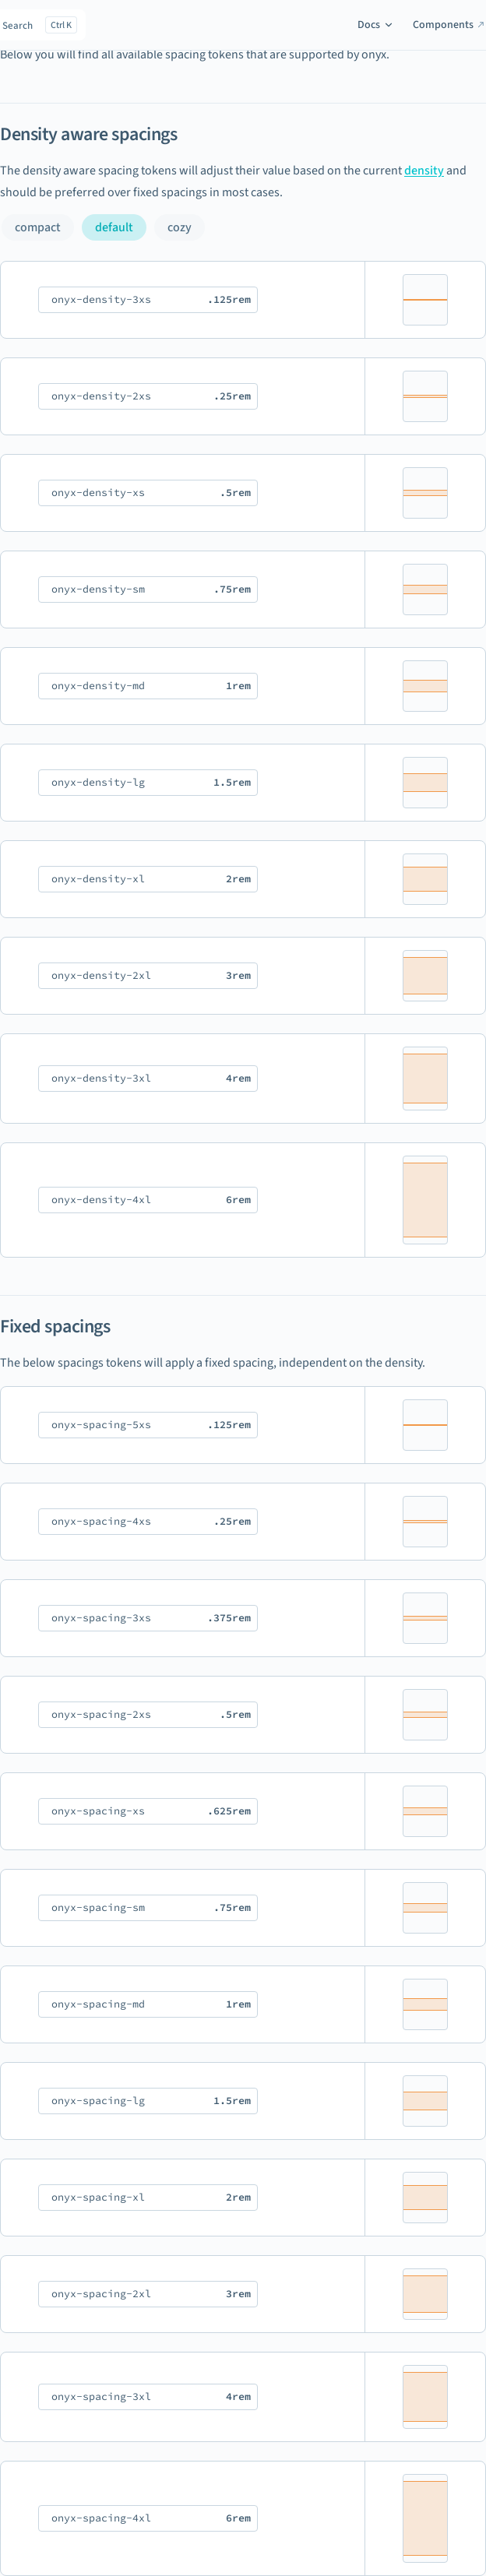 Search Ctrl K Docs Components ↗
Below you will find all available spacing tokens that are supported by onyx.
Density aware spacings
The density aware spacing tokens will adjust their value based on the current density and
should be preferred over fixed spacings in most cases.
compact default cozy
onyx-density-3xs .125rem
onyx-density-2xs .25rem
onyx-density-xs .5rem
onyx-density-sm .75rem
onyx-density-md 1rem
onyx-density-lg 1.5rem
onyx-density-xl 2rem
onyx-density-2xl 3rem
onyx-density-3xl 4rem
onyx-density-4xl 6rem
Fixed spacings
The below spacings tokens will apply a fixed spacing, independent on the density.
onyx-spacing-5xs .125rem
onyx-spacing-4xs .25rem
onyx-spacing-3xs .375rem
onyx-spacing-2xs .5rem
onyx-spacing-xs .625rem
onyx-spacing-sm .75rem
onyx-spacing-md 1rem
onyx-spacing-lg 1.5rem
onyx-spacing-xl 2rem
onyx-spacing-2xl 3rem
onyx-spacing-3xl 4rem
onyx-spacing-4xl 6rem